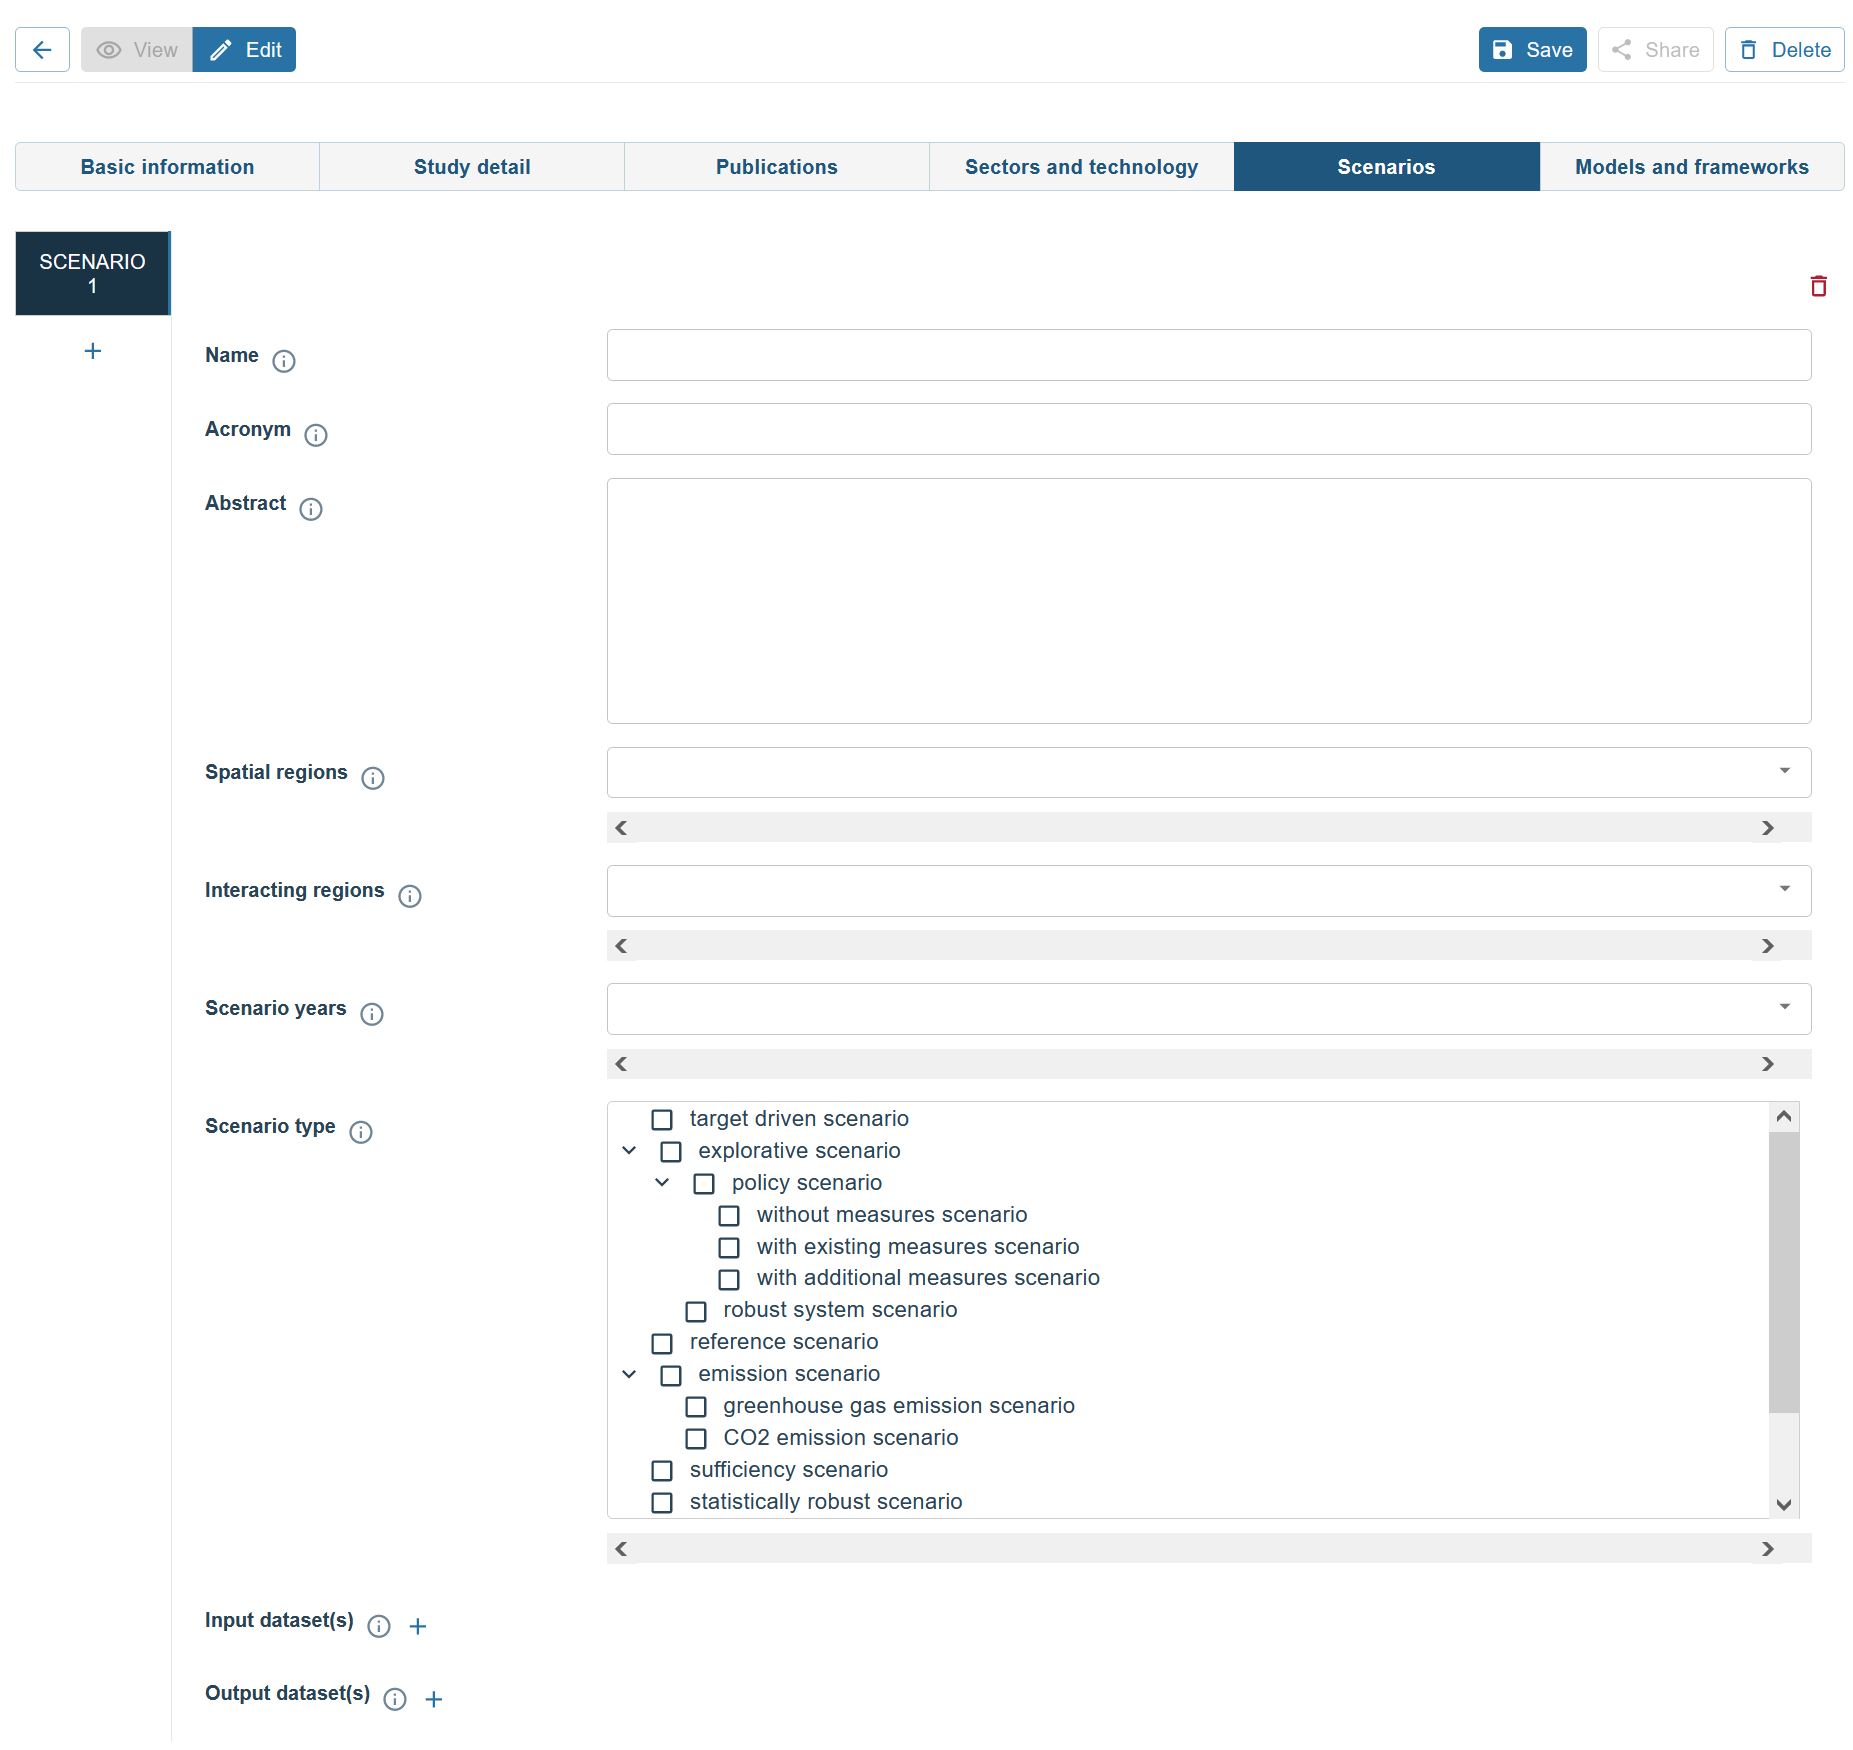 View
Edit
Save
Share
Delete
Basic information
Study detail
Publications
Sectors and technology
Scenarios
Models and frameworks
SCENARIO
1
Name
Acronym
Abstract
Spatial regions
Interacting regions
Scenario years
Scenario type
target driven scenario
explorative scenario
policy scenario
without measures scenario
with existing measures scenario
with additional measures scenario
robust system scenario
reference scenario
emission scenario
greenhouse gas emission scenario
CO2 emission scenario
sufficiency scenario
statistically robust scenario
Input dataset(s)
Output dataset(s)